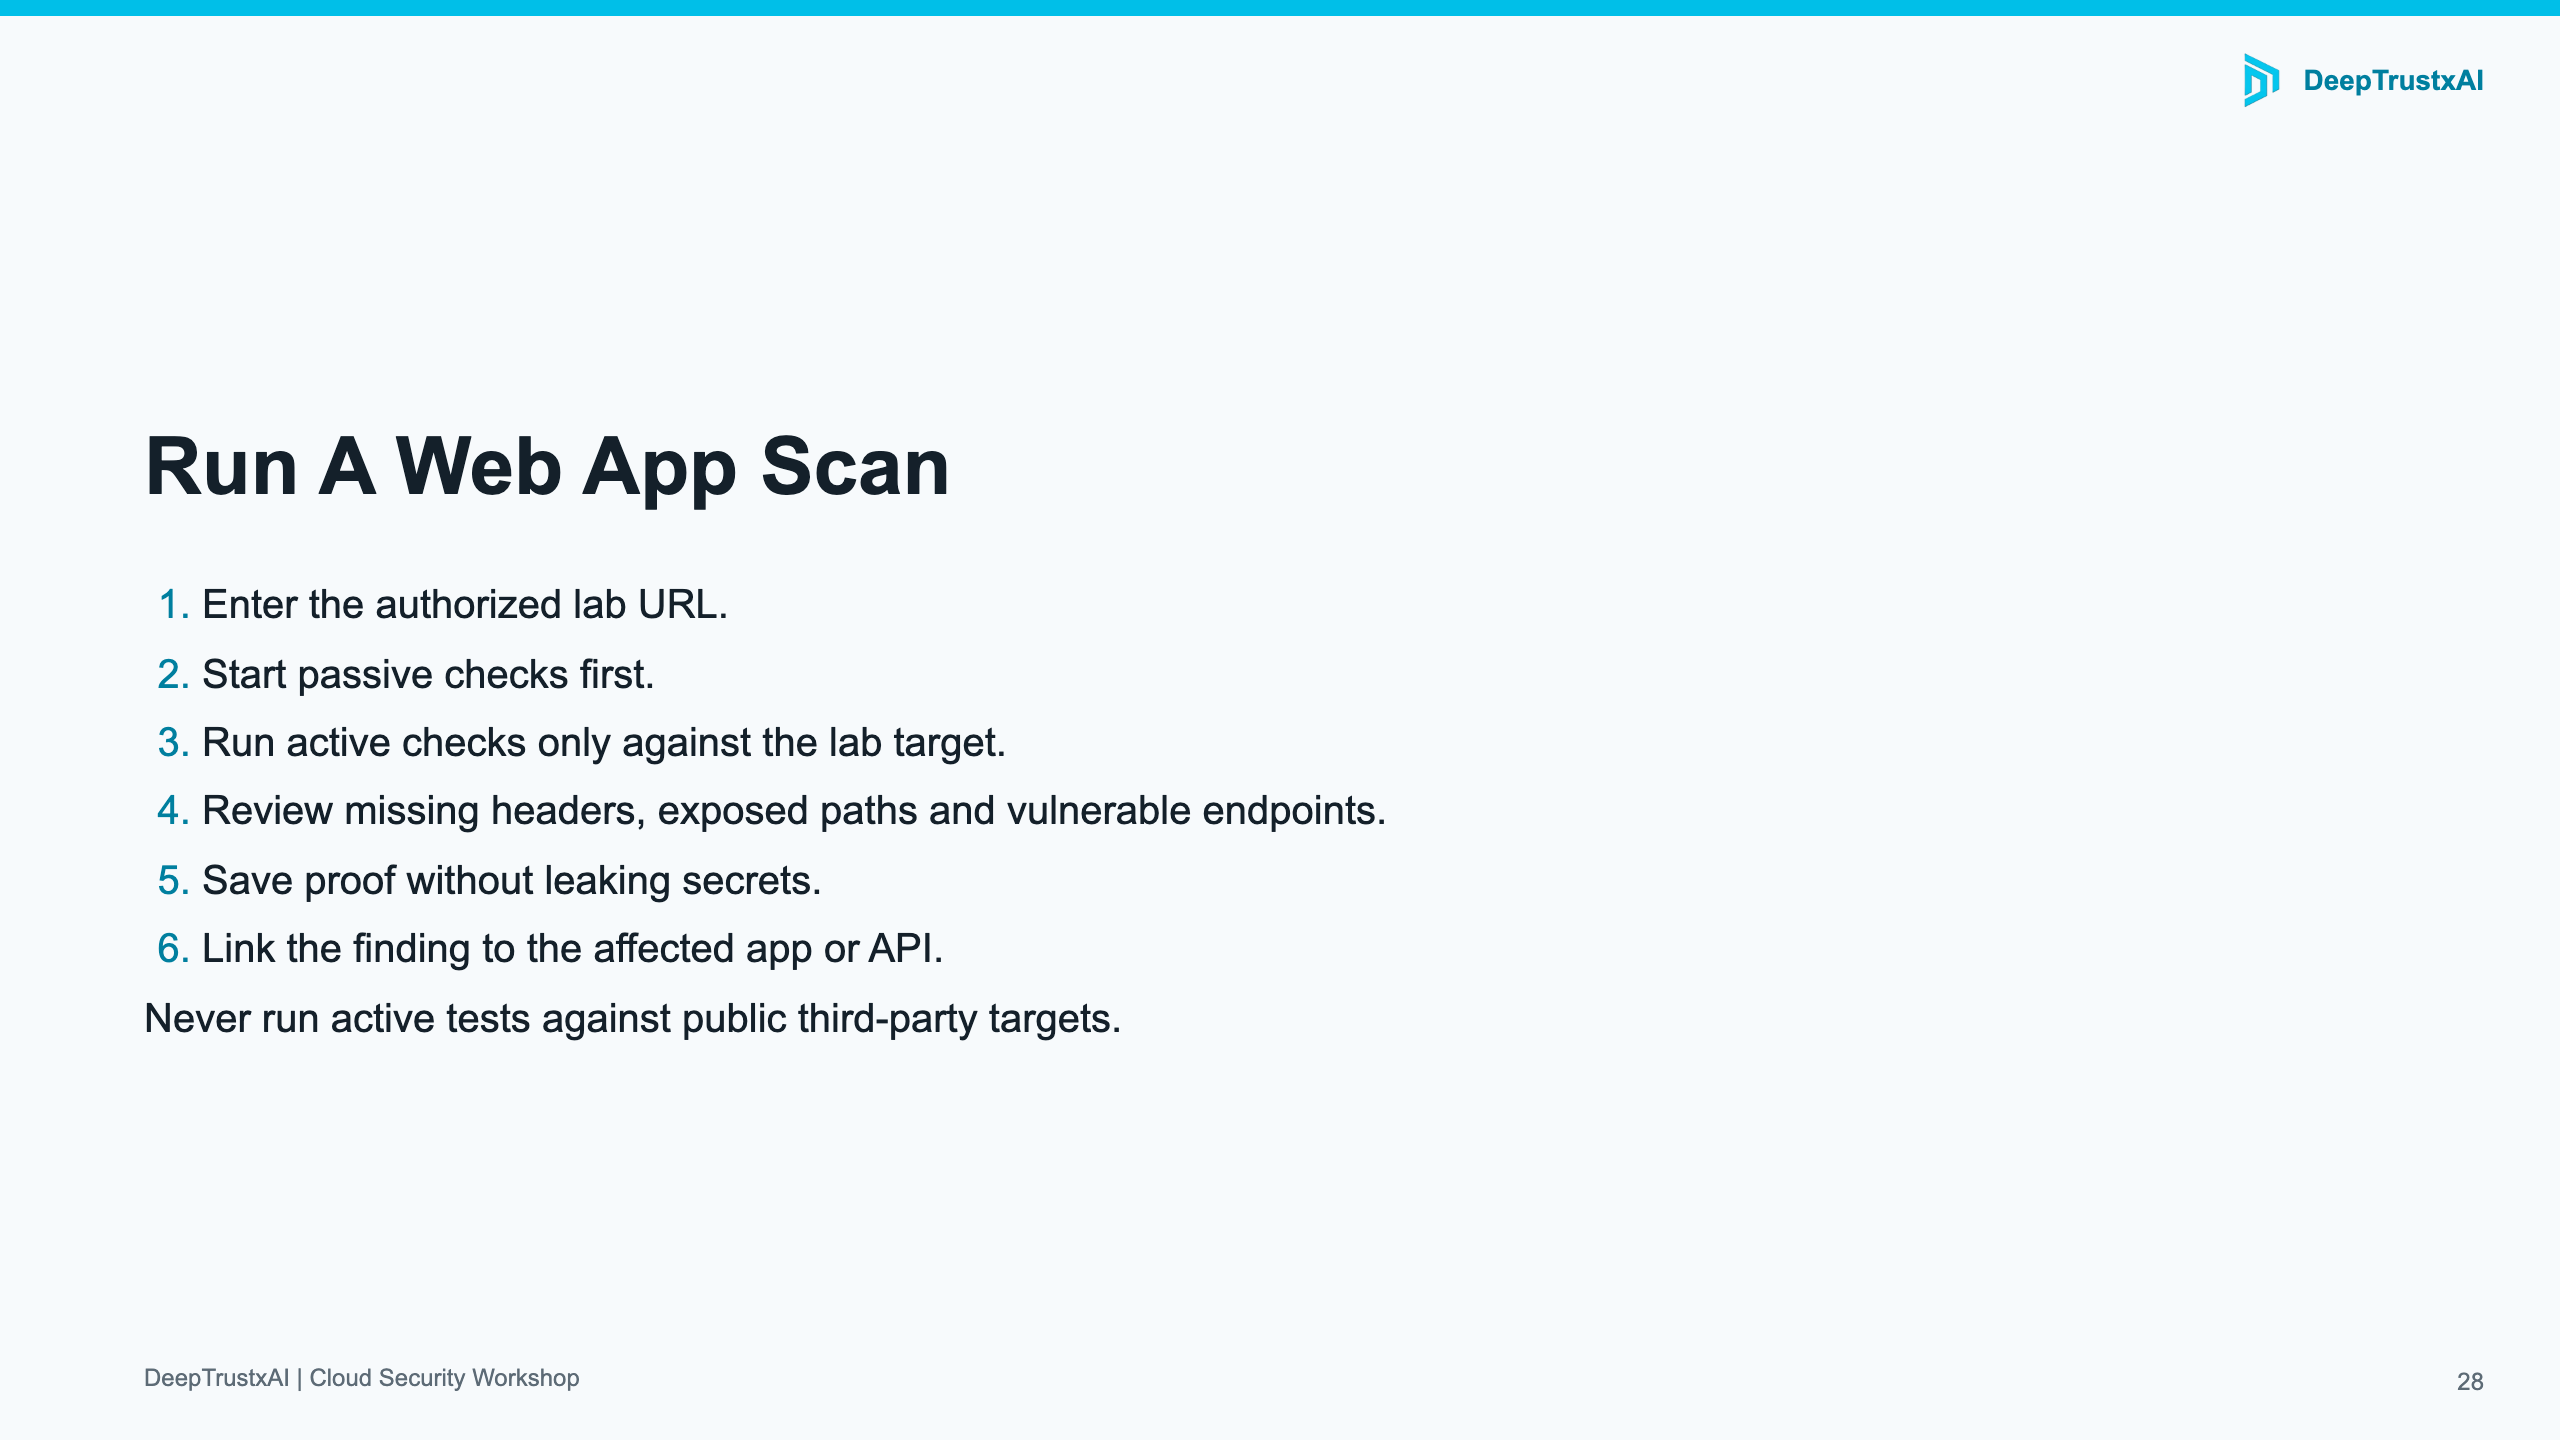 DeepTrustxAI
Run A Web App Scan
1. Enter the authorized lab URL.
2. Start passive checks first.
3. Run active checks only against the lab target.
4. Review missing headers, exposed paths and vulnerable endpoints.
5. Save proof without leaking secrets.
6. Link the finding to the affected app or API.
Never run active tests against public third-party targets.
DeepTrustxAI | Cloud Security Workshop
28